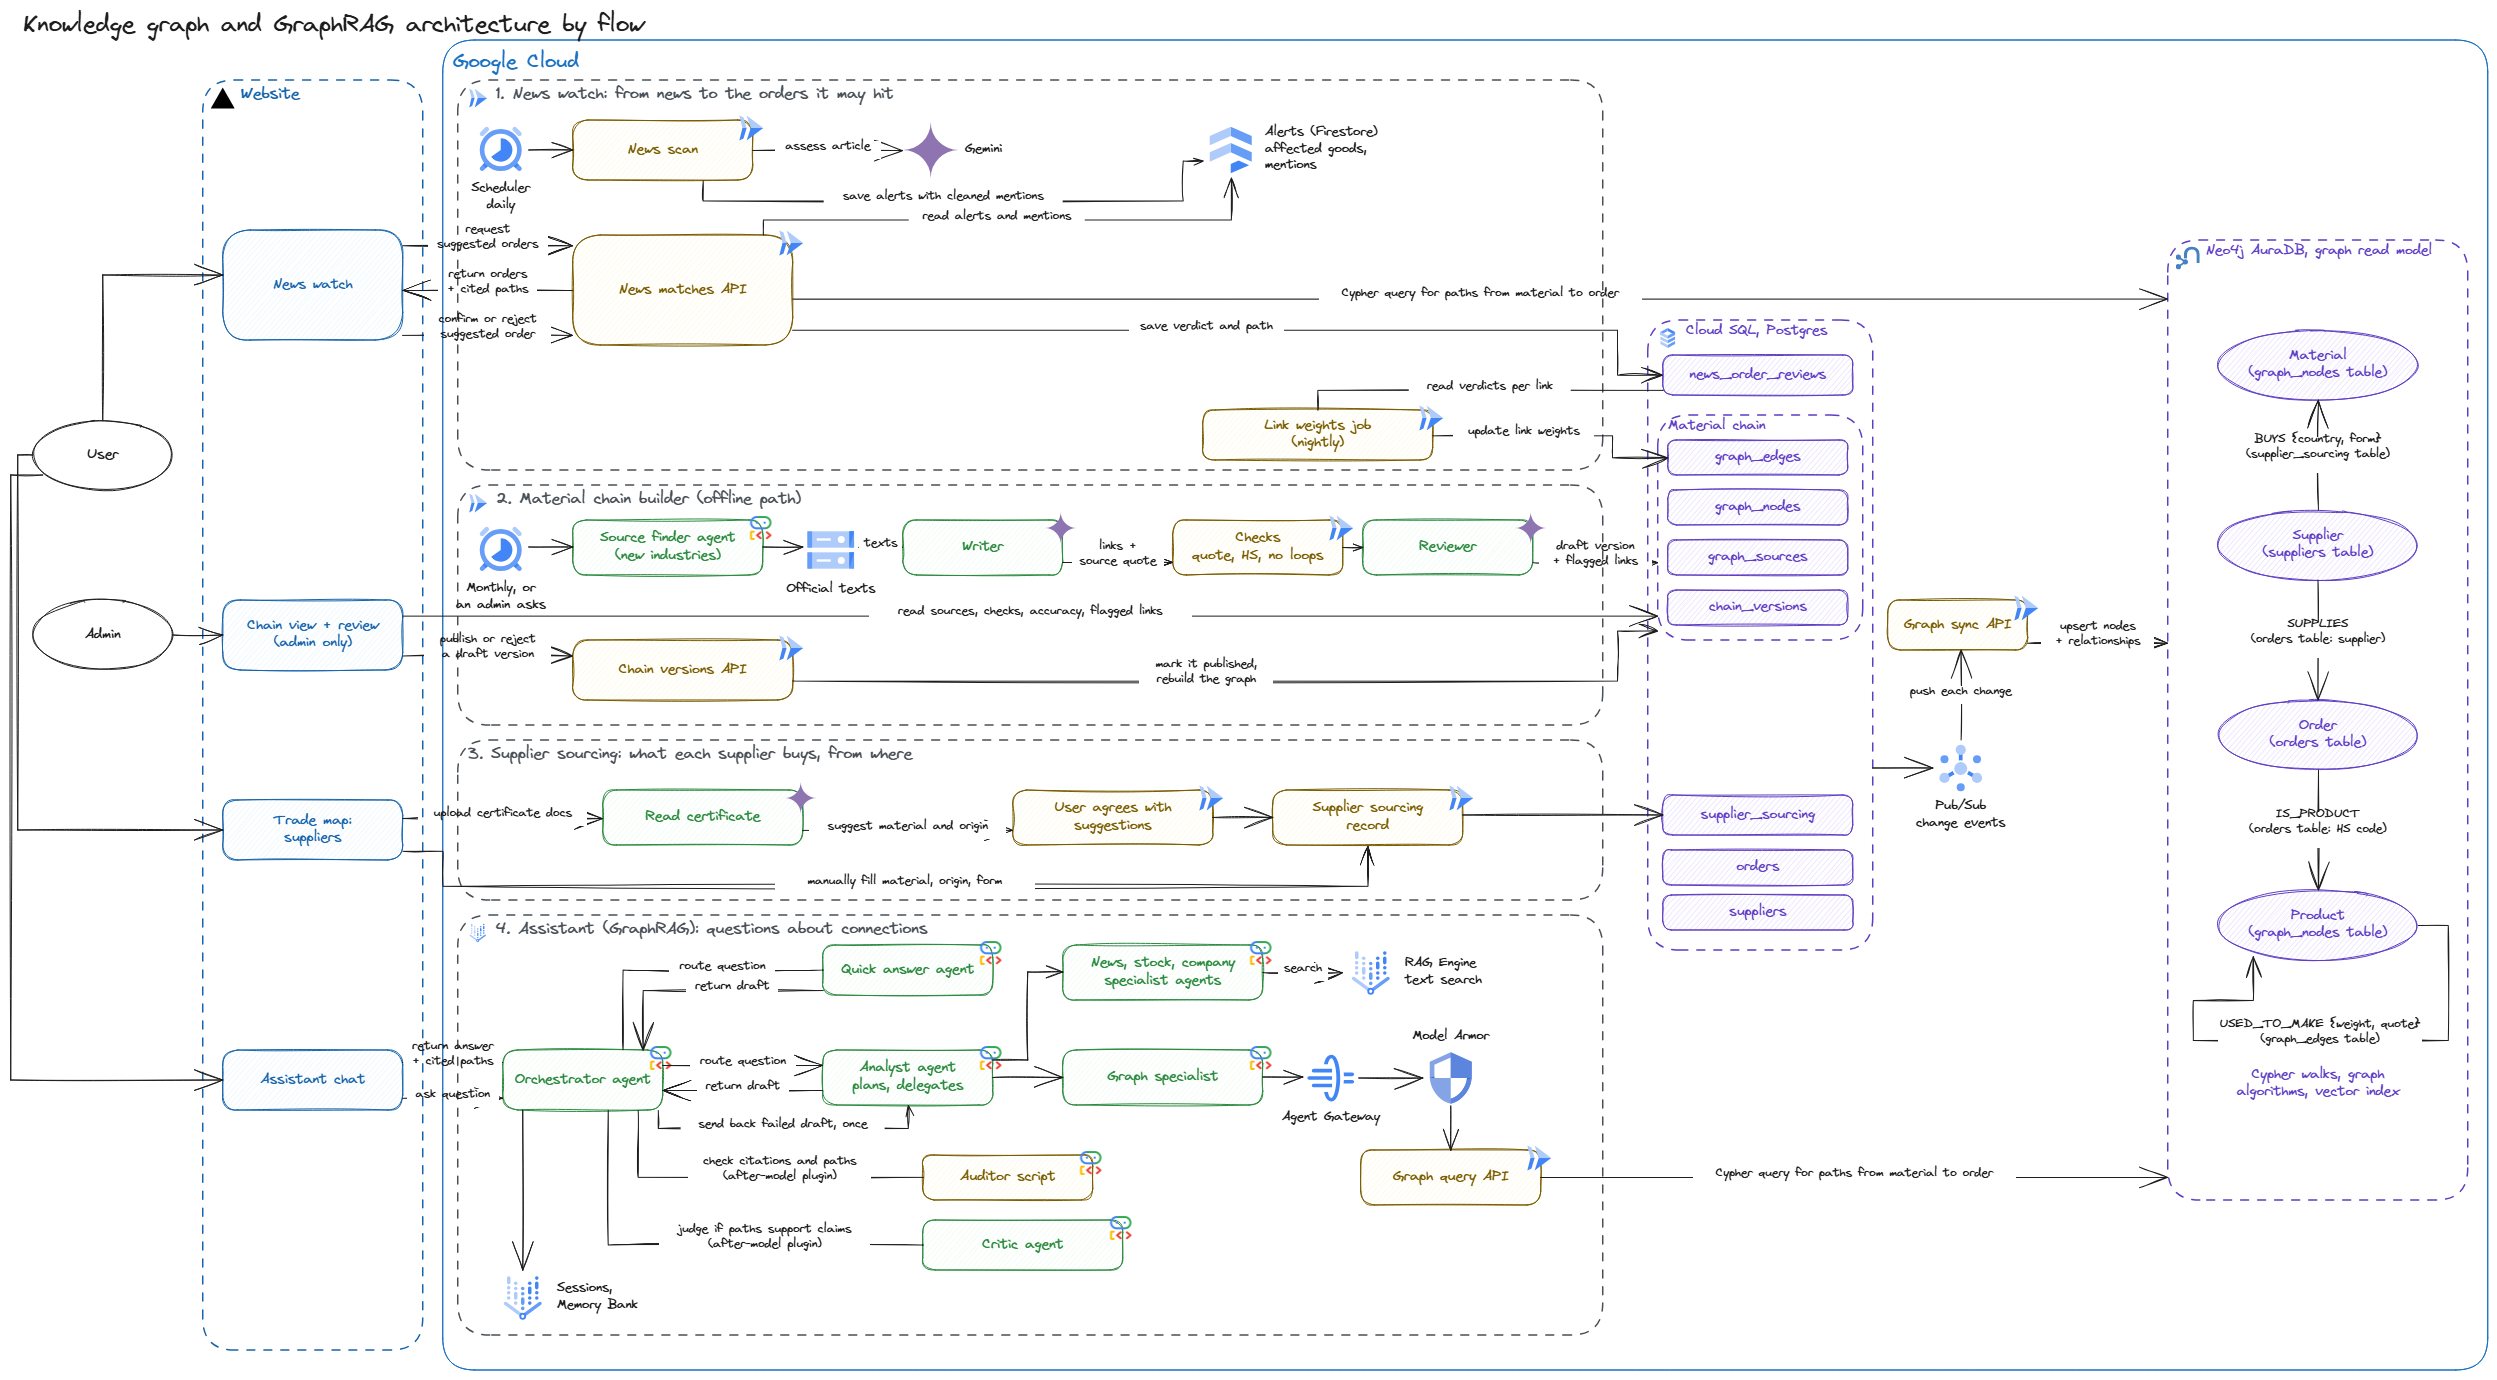 Knowledge graph and GraphRAG architecture by flow
Google Cloud
Website
1. News watch: from news to the orders it may hit
Scheduler
daily
News scan
assess article
Gemini
Alerts (Firestore)
affected goods,
mentions
save alerts with cleaned mentions
read alerts and mentions
News watch
request
suggested orders
return orders
+ cited paths
confirm or reject
suggested order
News matches API
Cypher query for paths from material to order
save verdict and path
read verdicts per link
Link weights job
(nightly)
update link weights
User
Admin
2. Material chain builder (offline path)
Monthly, or
an admin asks
Source finder agent
(new industries)
Official texts
texts
Writer
links +
source quote
Checks
quote, HS, no loops
Reviewer
draft version
+ flagged links
Chain view + review
(admin only)
read sources, checks, accuracy, flagged links
publish or reject
a draft version
Chain versions API
mark it published,
rebuild the graph
3. Supplier sourcing: what each supplier buys, from where
Trade map:
suppliers
upload certificate docs
Read certificate
suggest material and origin
User agrees with
suggestions
Supplier sourcing
record
manually fill material, origin, form
4. Assistant (GraphRAG): questions about connections
Assistant chat
return answer
+ cited paths
ask question
Orchestrator agent
route question
return draft
Quick answer agent
route question
return draft
Analyst agent
plans, delegates
send back failed draft, once
News, stock, company
specialist agents
search
RAG Engine
text search
Graph specialist
Agent Gateway
Model Armor
Graph query API
Cypher query for paths from material to order
check citations and paths
(after-model plugin)
Auditor script
judge if paths support claims
(after-model plugin)
Critic agent
Sessions,
Memory Bank
Cloud SQL, Postgres
news_order_reviews
Material chain
graph_edges
graph_nodes
graph_sources
chain_versions
supplier_sourcing
orders
suppliers
Graph sync API
upsert nodes
+ relationships
push each change
Pub/Sub
change events
Neo4j AuraDB, graph read model
Material
(graph_nodes table)
BUYS {country, form}
(supplier_sourcing table)
Supplier
(suppliers table)
SUPPLIES
(orders table: supplier)
Order
(orders table)
IS_PRODUCT
(orders table: HS code)
Product
(graph_nodes table)
USED_TO_MAKE {weight, quote}
(graph_edges table)
Cypher walks, graph
algorithms, vector index